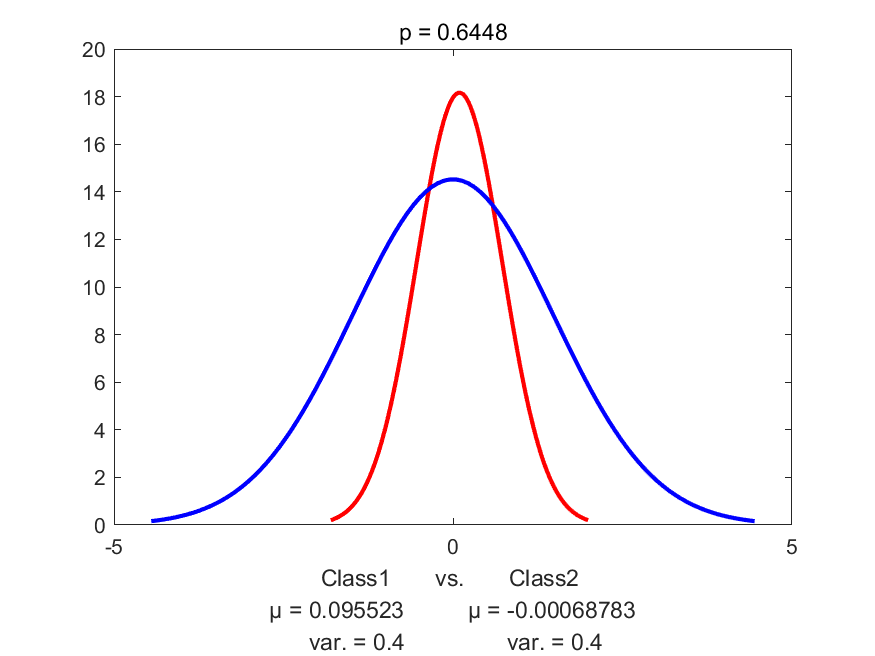 p = 0.6448
20
18
16
14
12
10
8
6
4
2
0
-5 0 5
Class1 vs. Class2
μ = 0.095523 μ = -0.00068783
var. = 0.4 var. = 0.4